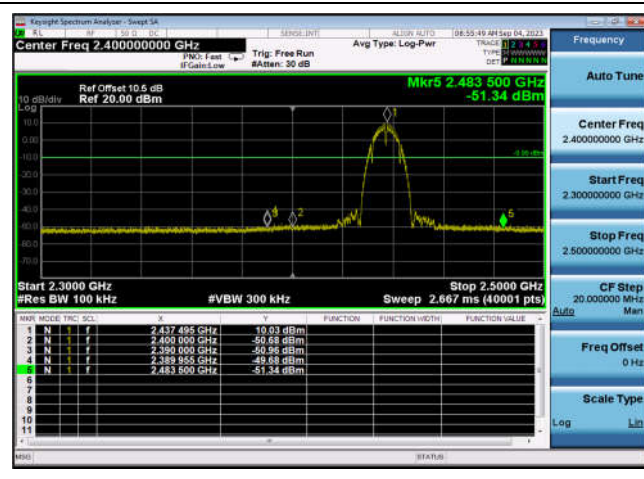 Keysight Spectrum Analyzer - Swept SA
RL RF 50 Ω DC SENSE:INT ALIGN AUTO 08:55:49 AM Sep 04, 2023
Center Freq 2.400000000 GHz
PNO: Fast
IFGain:Low
Trig: Free Run
#Atten: 30 dB
Avg Type: Log-Pwr
TRACE 1 2 3 4 5 6
TYPE
DET P N N N N N
Ref Offset 10.5 dB
10 dB/div Ref 20.00 dBm
Log
Mkr5 2.483 500 GHz
-51.34 dBm
10.0
0.00
-10.0
-20.0
-30.0
-40.0
-50.0
-60.0
-70.0
1
2
5
Start 2.3000 GHz Stop 2.5000 GHz
#Res BW 100 kHz #VBW 300 kHz Sweep 2.667 ms (40001 pts)
MKR MODE TRC SCL X Y FUNCTION FUNCTION WIDTH FUNCTION VALUE
1 N 1 f 2.437 495 GHz 10.03 dBm
2 N 1 f 2.400 000 GHz -50.68 dBm
3 N 1 f 2.390 000 GHz -50.95 dBm
4 N 1 f 2.389 955 GHz -49.68 dBm
5 N 1 f 2.483 500 GHz -51.34 dBm
6
7
8
9
10
11
MSG STATUS
Frequency
Auto Tune
Center Freq
2.400000000 GHz
Start Freq
2.300000000 GHz
Stop Freq
2.500000000 GHz
CF Step
20.000000 MHz
Auto Man
Freq Offset
0 Hz
Scale Type
Log Lin